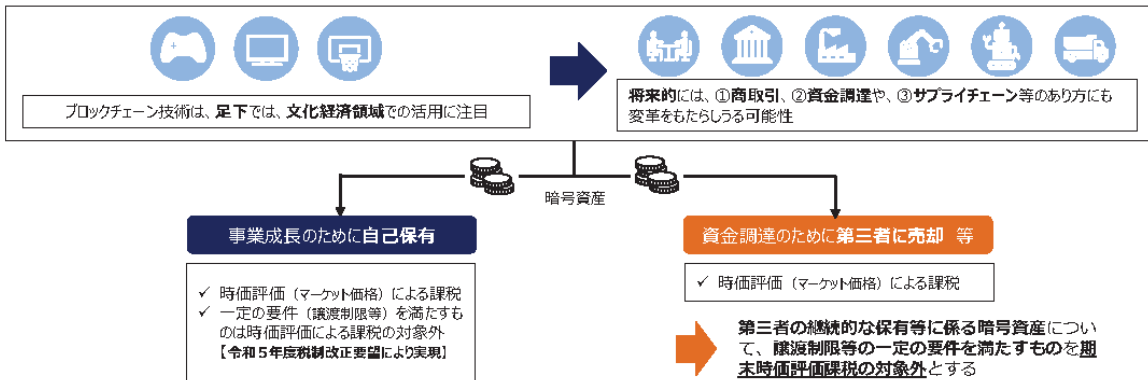 ブロックチェーン技術は、足下では、文化経済領域での活用に注目
将来的には、①商取引、②資金調達や、③サプライチェーン等のあり方にも
変革をもたらしうる可能性
暗号資産
事業成長のために自己保有
✓ 時価評価（マーケット価格）による課税
✓ 一定の要件（譲渡制限等）を満たすも
のは時価評価による課税の対象外
【令和５年度税制改正要望により実現】
資金調達のために第三者に売却 等
✓ 時価評価（マーケット価格）による課税
第三者の継続的な保有等に係る暗号資産につい
て、譲渡制限等の一定の要件を満たすものを期
末時価評価課税の対象外とする